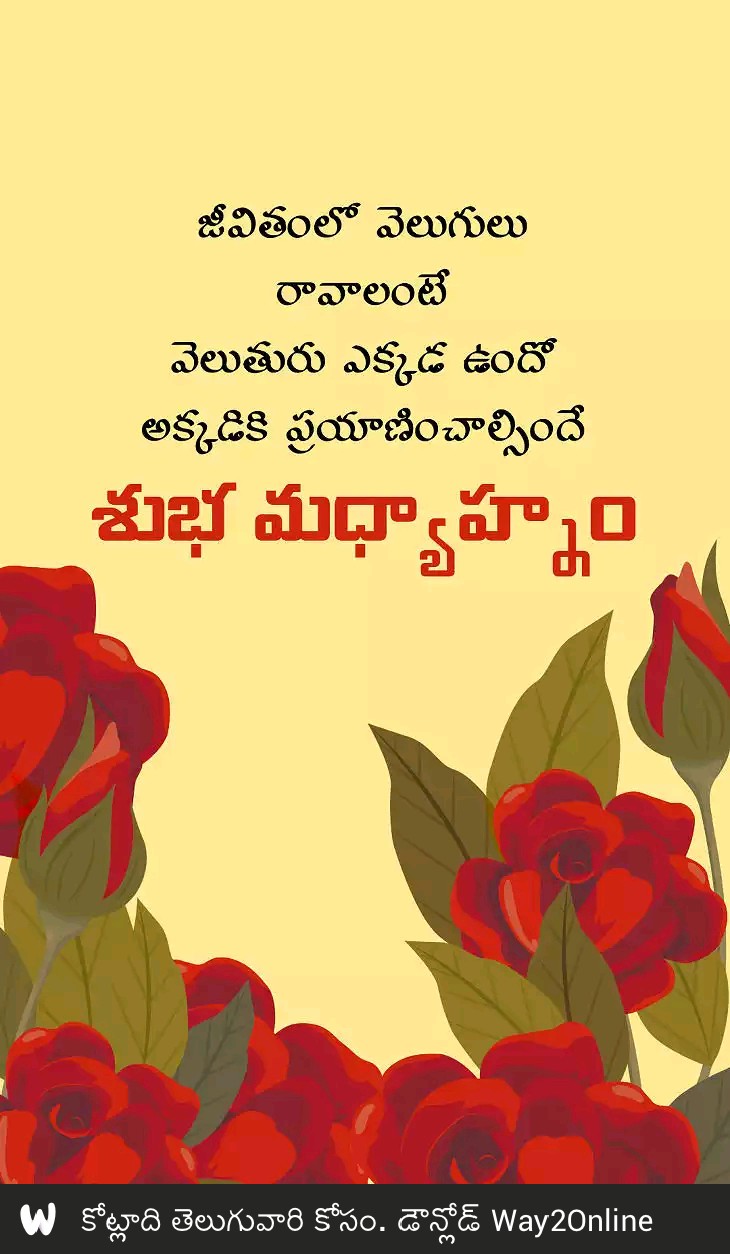 జీవితంలో వెలుగులు
రావాలంటే
వెలుతురు ఎక్కడ ఉందో
అక్కడికి ప్రయాణించాల్సిందే
శుభ మధ్యాహ్నం
W కోట్లాది తెలుగువారి కోసం. డౌన్లోడ్ Way2Online